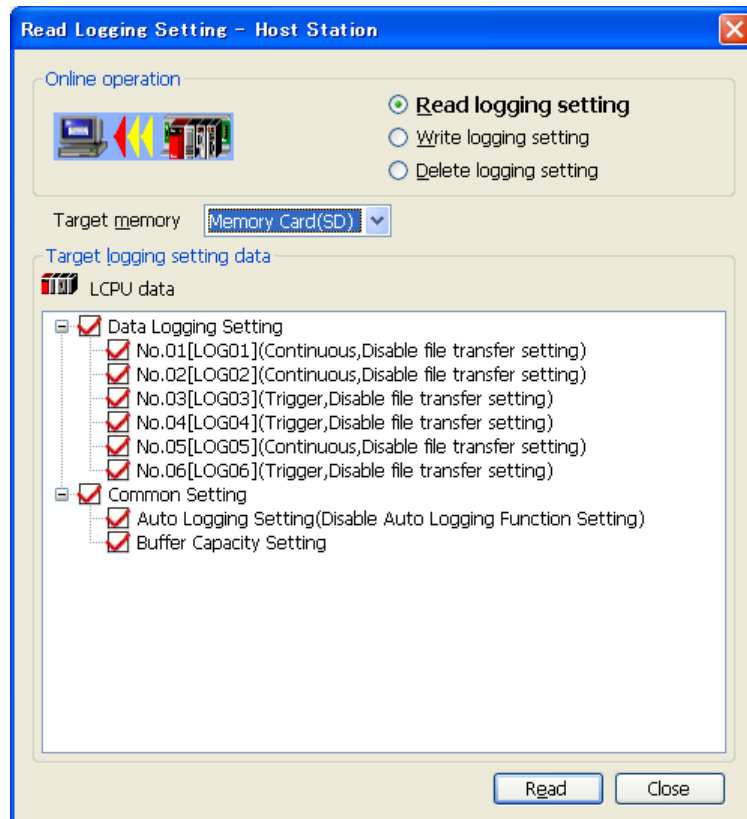 Read Logging Setting - Host Station
Online operation
Read logging setting
Write logging setting
Delete logging setting
Target memory Memory Card(SD)
Target logging setting data
LCPU data
Data Logging Setting
No.01[LOG01](Continuous,Disable file transfer setting)
No.02[LOG02](Continuous,Disable file transfer setting)
No.03[LOG03](Trigger,Disable file transfer setting)
No.04[LOG04](Trigger,Disable file transfer setting)
No.05[LOG05](Continuous,Disable file transfer setting)
No.06[LOG06](Trigger,Disable file transfer setting)
Common Setting
Auto Logging Setting(Disable Auto Logging Function Setting)
Buffer Capacity Setting
Read Close